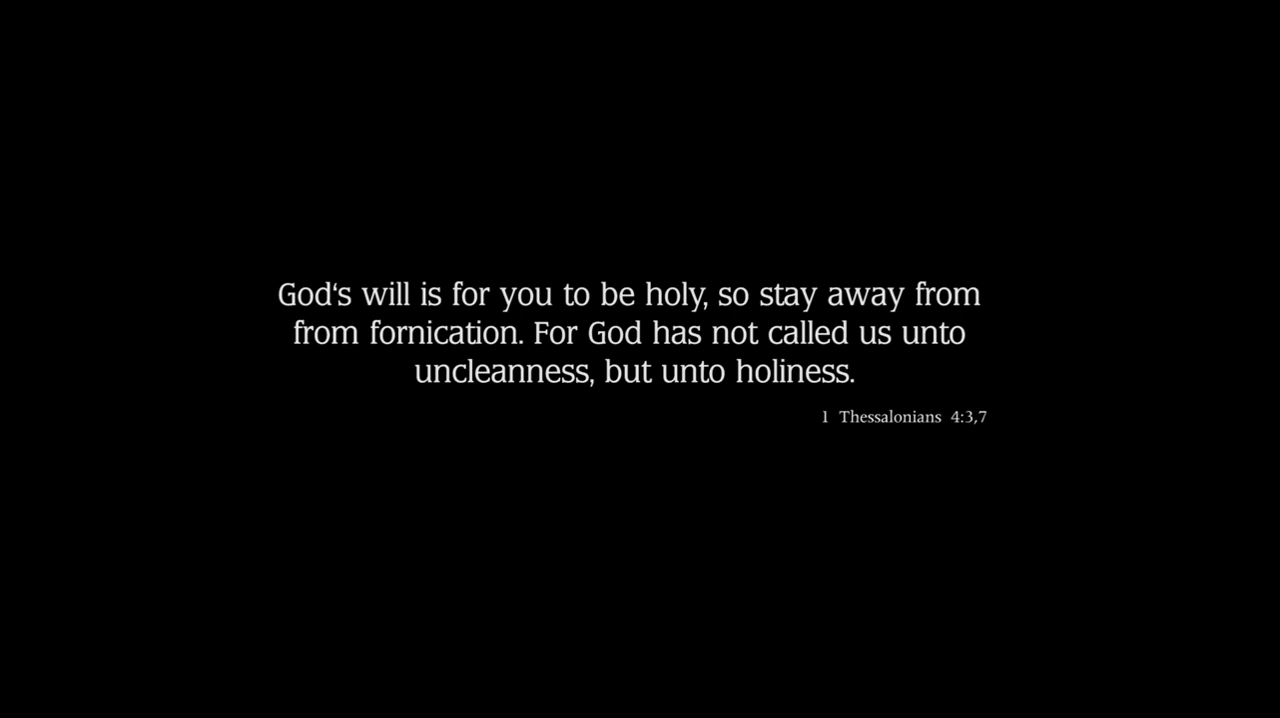 God‘s will is for you to be holy, so stay away from
from fornication. For God has not called us unto
uncleanness, but unto holiness.
1 Thessalonians 4:3,7